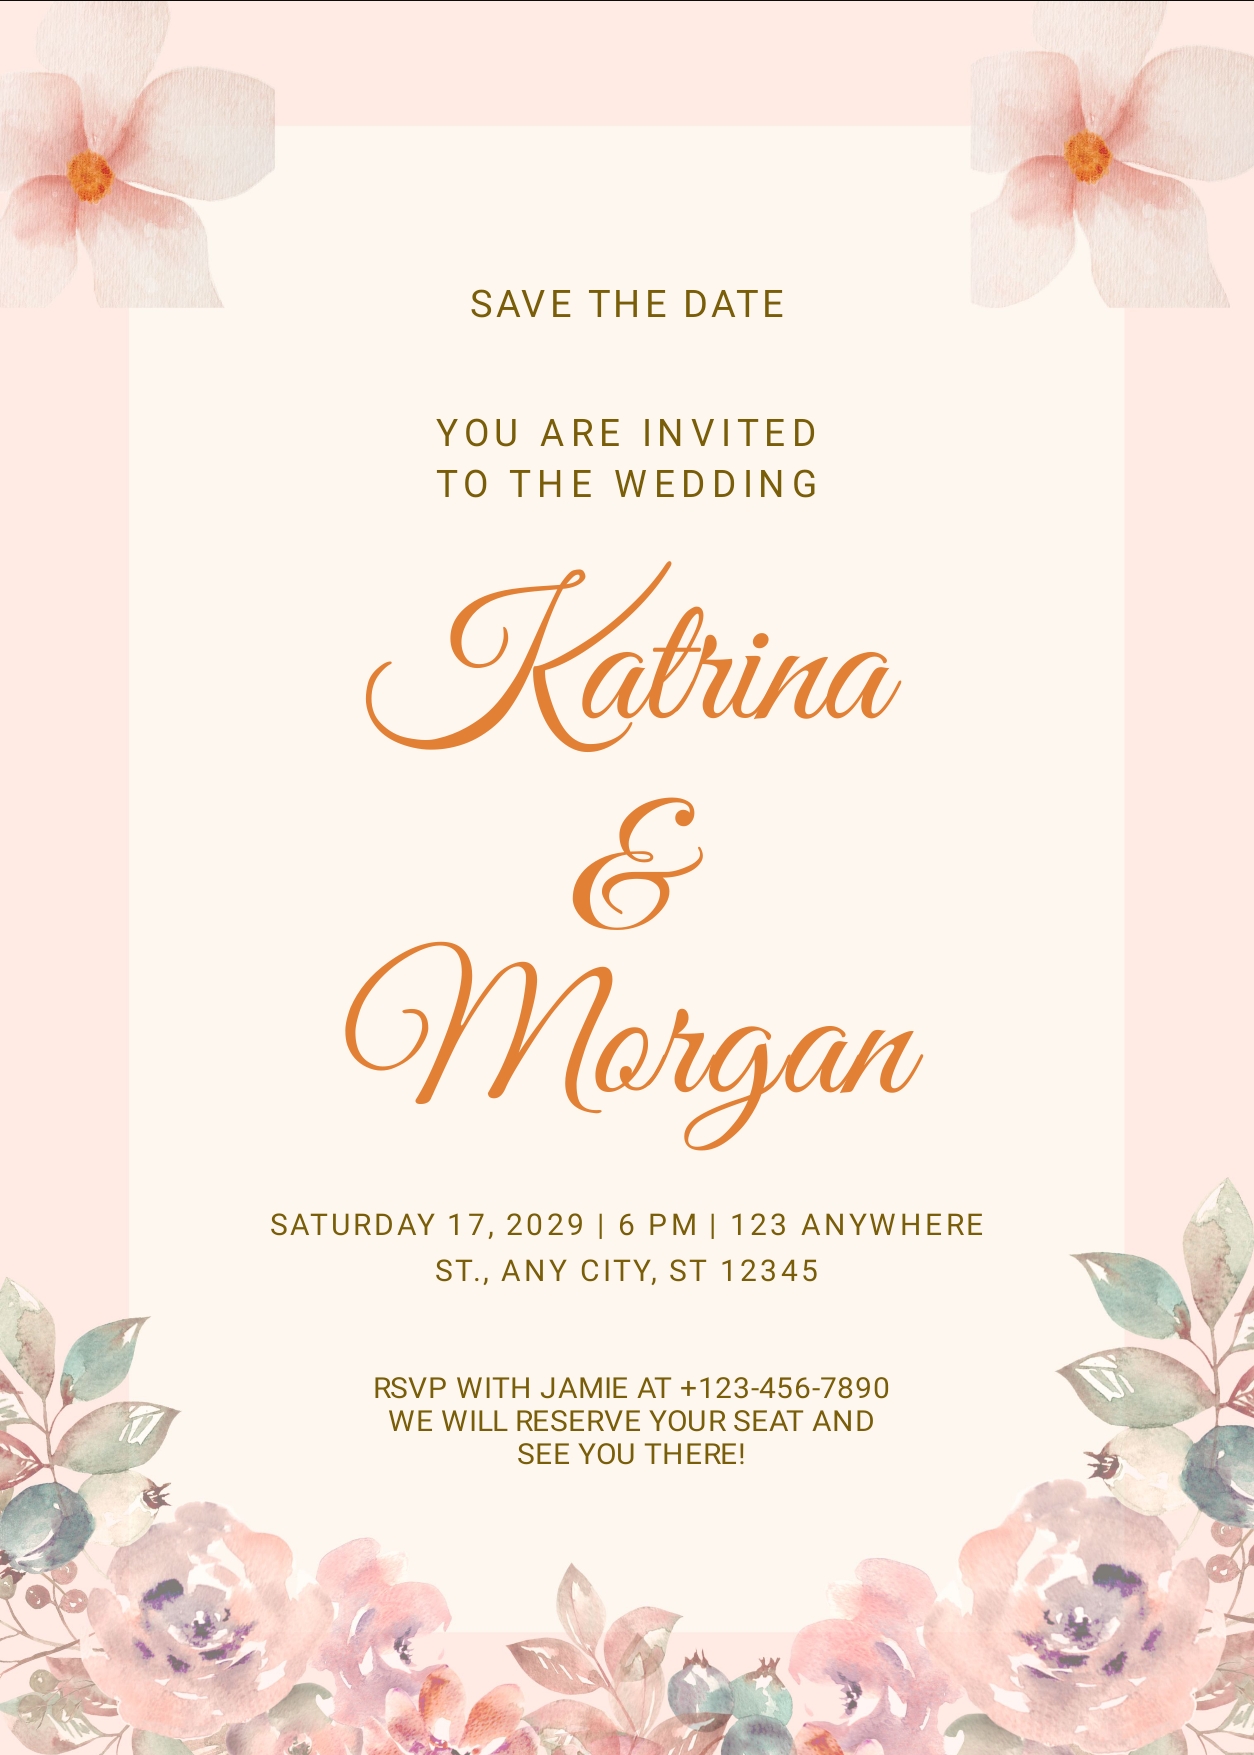 SAVE THE DATE
YOU ARE INVITED
TO THE WEDDING
Katrina
&
Morgan
SATURDAY 17, 2029 | 6 PM | 123 ANYWHERE
ST., ANY CITY, ST 12345
RSVP WITH JAMIE AT +123-456-7890
WE WILL RESERVE YOUR SEAT AND
SEE YOU THERE!